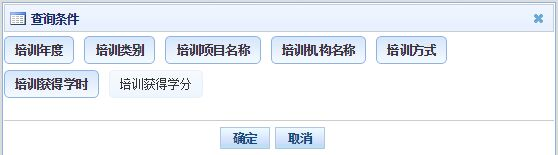 查询条件
培训年度 培训类别 培训项目名称 培训机构名称 培训方式
培训获得学时 培训获得学分
确定 取消